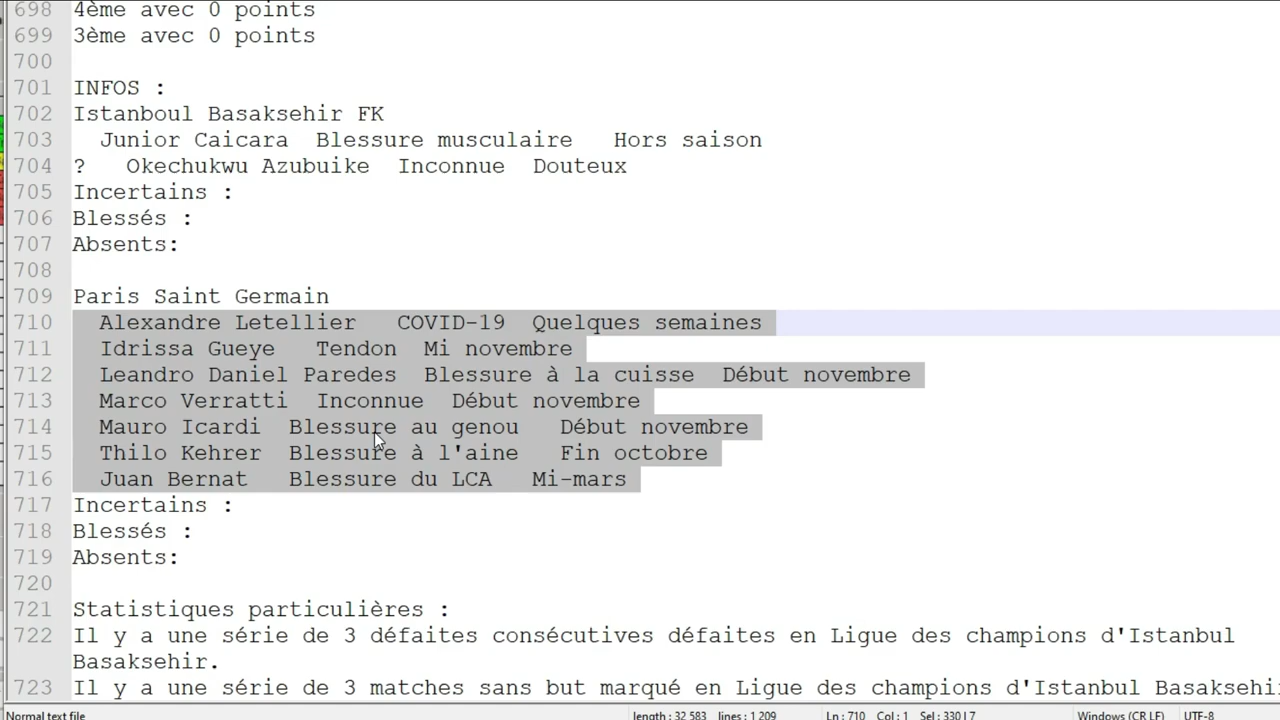 698 4ème avec 0 points
699 3ème avec 0 points
700
701 INFOS :
702 Istanboul Basaksehir FK
703 Junior Caicara Blessure musculaire Hors saison
704 ? Okechukwu Azubuike Inconnue Douteux
705 Incertains :
706 Blessés :
707 Absents:
708
709 Paris Saint Germain
710 Alexandre Letellier COVID-19 Quelques semaines
711 Idrissa Gueye Tendon Mi novembre
712 Leandro Daniel Paredes Blessure à la cuisse Début novembre
713 Marco Verratti Inconnue Début novembre
714 Mauro Icardi Blessure au genou Début novembre
715 Thilo Kehrer Blessure à l'aine Fin octobre
716 Juan Bernat Blessure du LCA Mi-mars
717 Incertains :
718 Blessés :
719 Absents:
720
721 Statistiques particulières :
722 Il y a une série de 3 défaites consécutives défaites en Ligue des champions d'Istanbul
Basaksehir.
723 Il y a une série de 3 matches sans but marqué en Ligue des champions d'Istanbul Basaksehi
Normal text file length : 32 583 lines : 1 209 Ln : 710 Col : 1 Sel : 330 | 7 Windows (CR LF) UTF-8